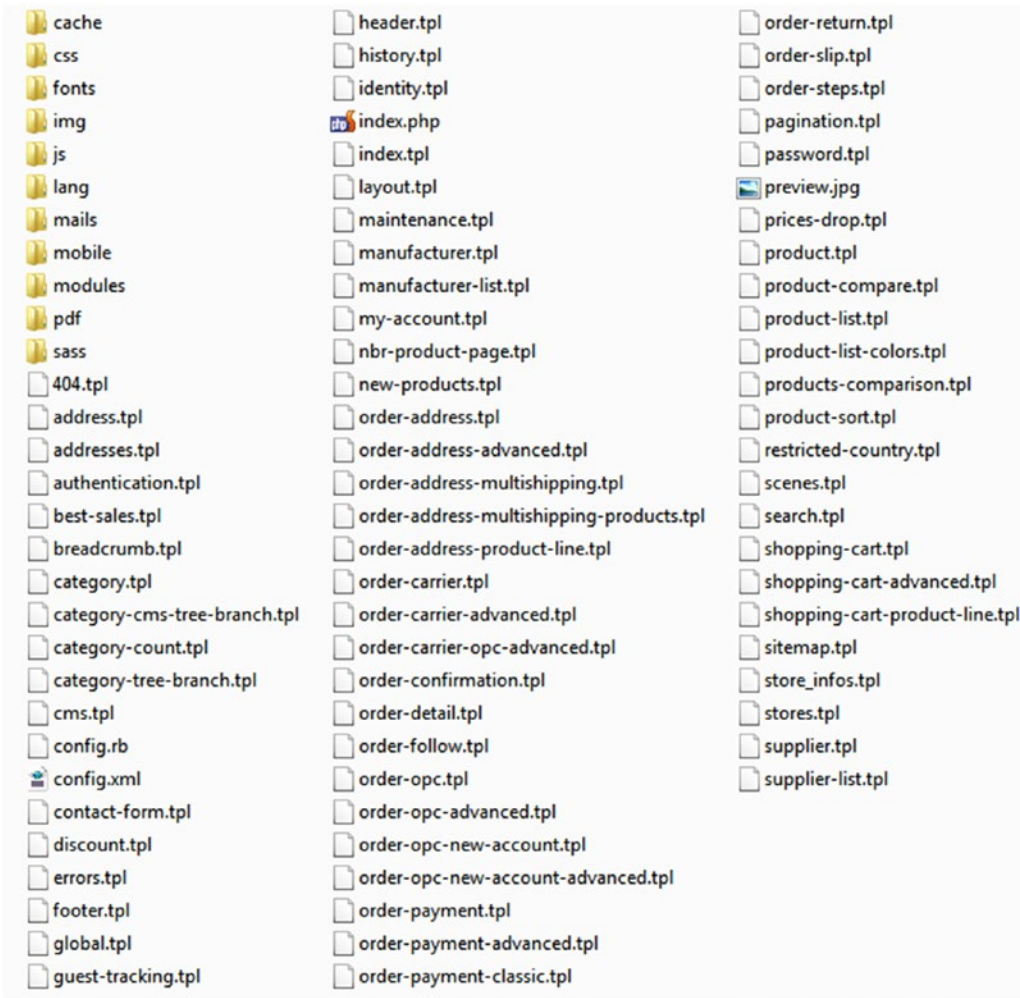 cache
css
fonts
img
js
lang
mails
mobile
modules
pdf
sass
404.tpl
address.tpl
addresses.tpl
authentication.tpl
best-sales.tpl
breadcrumb.tpl
category.tpl
category-cms-tree-branch.tpl
category-count.tpl
category-tree-branch.tpl
cms.tpl
config.rb
config.xml
contact-form.tpl
discount.tpl
errors.tpl
footer.tpl
global.tpl
guest-tracking.tpl
header.tpl
history.tpl
identity.tpl
php
index.php
index.tpl
layout.tpl
maintenance.tpl
manufacturer.tpl
manufacturer-list.tpl
my-account.tpl
nbr-product-page.tpl
new-products.tpl
order-address.tpl
order-address-advanced.tpl
order-address-multishipping.tpl
order-address-multishipping-products.tpl
order-address-product-line.tpl
order-carrier.tpl
order-carrier-advanced.tpl
order-carrier-opc-advanced.tpl
order-confirmation.tpl
order-detail.tpl
order-follow.tpl
order-opc.tpl
order-opc-advanced.tpl
order-opc-new-account.tpl
order-opc-new-account-advanced.tpl
order-payment.tpl
order-payment-advanced.tpl
order-payment-classic.tpl
order-return.tpl
order-slip.tpl
order-steps.tpl
pagination.tpl
password.tpl
preview.jpg
prices-drop.tpl
product.tpl
product-compare.tpl
product-list.tpl
product-list-colors.tpl
products-comparison.tpl
product-sort.tpl
restricted-country.tpl
scenes.tpl
search.tpl
shopping-cart.tpl
shopping-cart-advanced.tpl
shopping-cart-product-line.tpl
sitemap.tpl
store_infos.tpl
stores.tpl
supplier.tpl
supplier-list.tpl